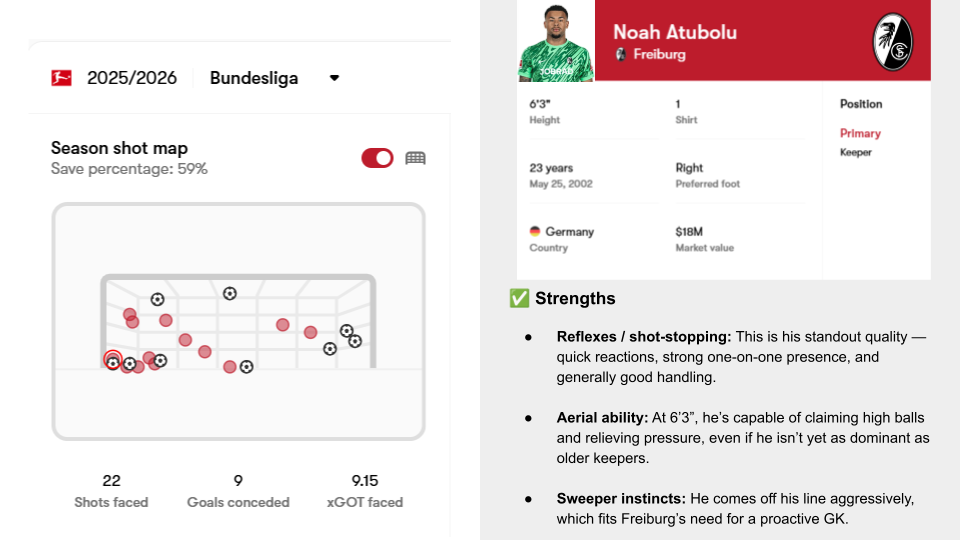 2025/2026 Bundesliga
Season shot map
Save percentage: 59%
22 9 9.15
Shots faced Goals conceded xGOT faced
Noah Atubolu
Freiburg
6'3" 1
Height Shirt
23 years Right
May 25, 2002 Preferred foot
Germany $18M
Country Market value
Position
Primary
Keeper
✅ Strengths
● Reflexes / shot-stopping: This is his standout quality —
quick reactions, strong one-on-one presence, and
generally good handling.
● Aerial ability: At 6’3”, he’s capable of claiming high balls
and relieving pressure, even if he isn’t yet as dominant as
older keepers.
● Sweeper instincts: He comes off his line aggressively,
which fits Freiburg’s need for a proactive GK.